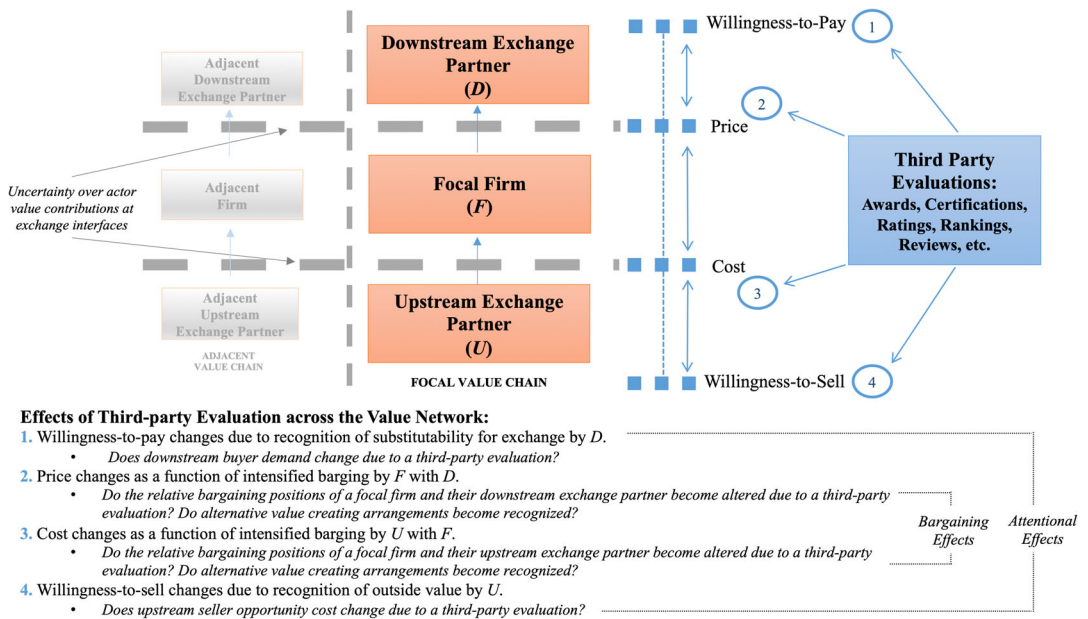 Adjacent
Downstream
Exchange Partner
Downstream Exchange
Partner
(D)
Willingness-to-Pay
1
2
Price
Uncertainty over actor
value contributions at
exchange interfaces
Adjacent
Firm
Focal Firm
(F)
Third Party
Evaluations:
Awards, Certifications,
Ratings, Rankings,
Reviews, etc.
Cost
3
Adjacent
Upstream
Exchange Partner
Upstream Exchange
Partner
(U)
ADJACENT
VALUE CHAIN
FOCAL VALUE CHAIN
Willingness-to-Sell
4
Effects of Third-party Evaluation across the Value Network:
1. Willingness-to-pay changes due to recognition of substitutability for exchange by D.
• Does downstream buyer demand change due to a third-party evaluation?
2. Price changes as a function of intensified barging by F with D.
• Do the relative bargaining positions of a focal firm and their downstream exchange partner become altered due to a third-party
evaluation? Do alternative value creating arrangements become recognized?
3. Cost changes as a function of intensified barging by U with F.
• Do the relative bargaining positions of a focal firm and their upstream exchange partner become altered due to a third-party
evaluation? Do alternative value creating arrangements become recognized?
4. Willingness-to-sell changes due to recognition of outside value by U.
• Does upstream seller opportunity cost change due to a third-party evaluation?
Bargaining
Effects
Attentional
Effects